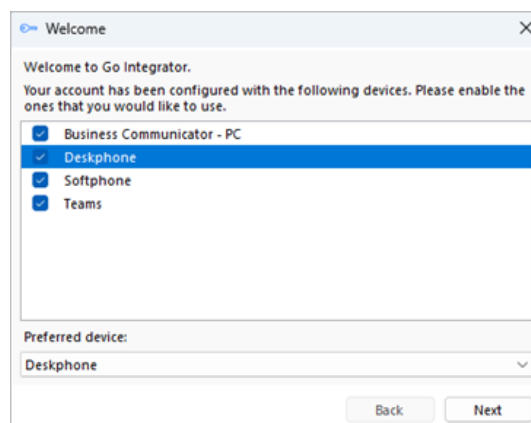 Welcome
Welcome to Go Integrator.
Your account has been configured with the following devices. Please enable the
ones that you would like to use.
Business Communicator - PC
Deskphone
Softphone
Teams
Preferred device:
Deskphone
Back
Next